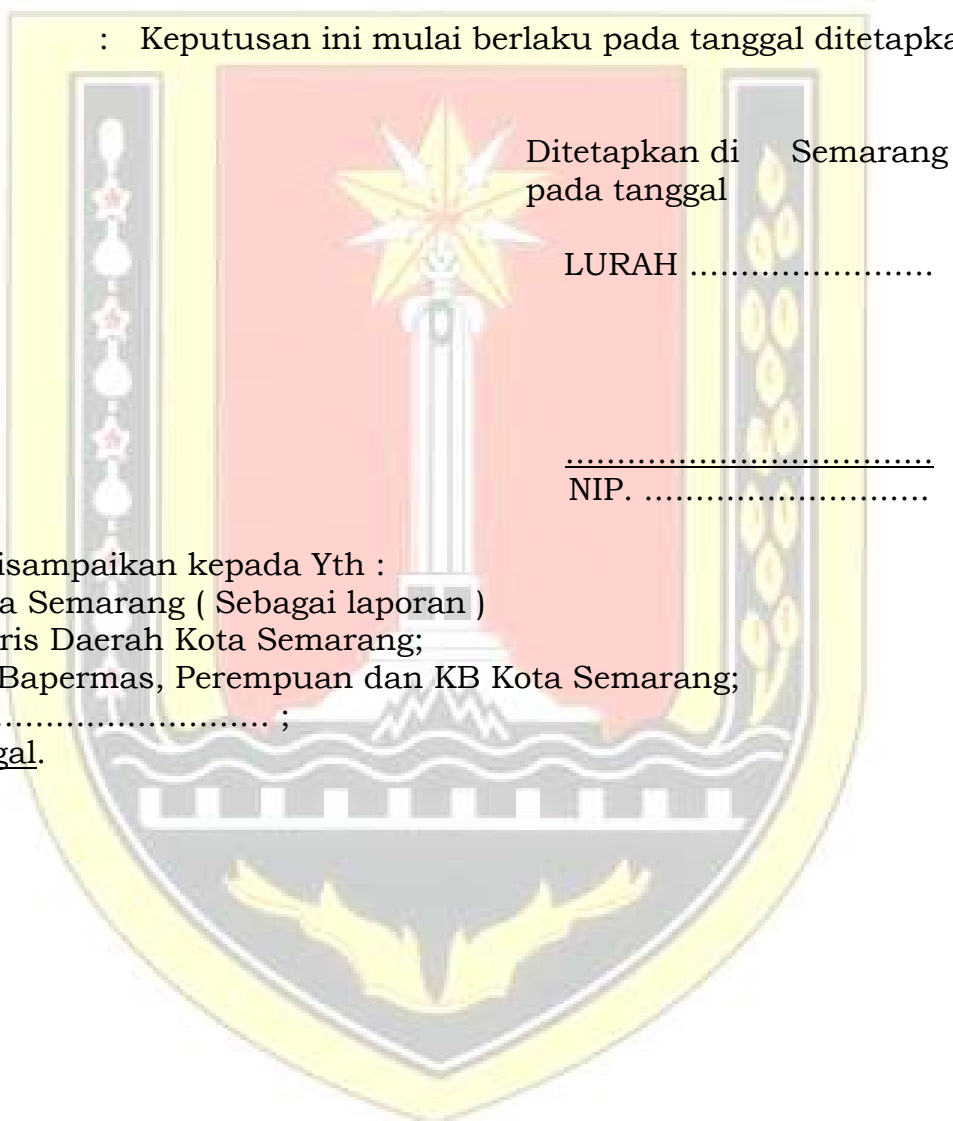 : Keputusan ini mulai berlaku pada tanggal ditetapka
Ditetapkan di Semarang
pada tanggal
LURAH ........................
....................................
NIP. ............................
isampaikan kepada Yth :
a Semarang ( Sebagai laporan )
ris Daerah Kota Semarang;
Bapermas, Perempuan dan KB Kota Semarang;
........................... ;
gal.